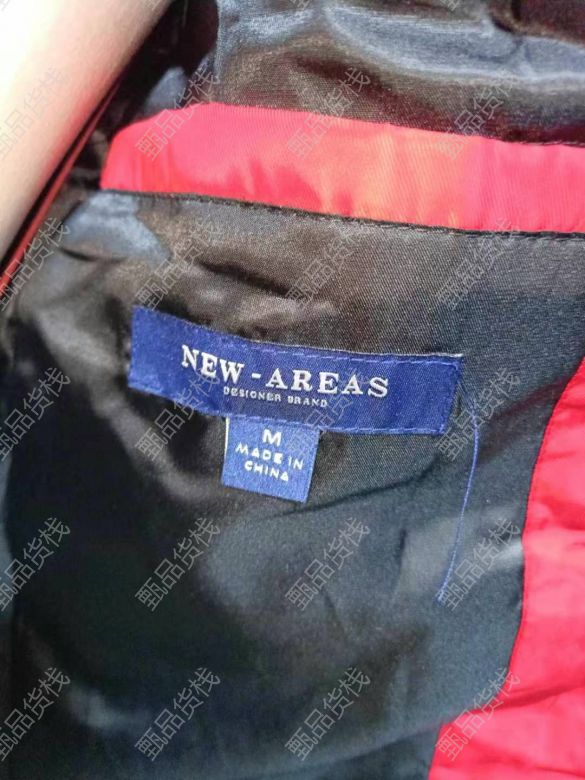 NEW-AREAS
DESIGNER BRAND
M
MADE IN
CHINA
甄品货栈